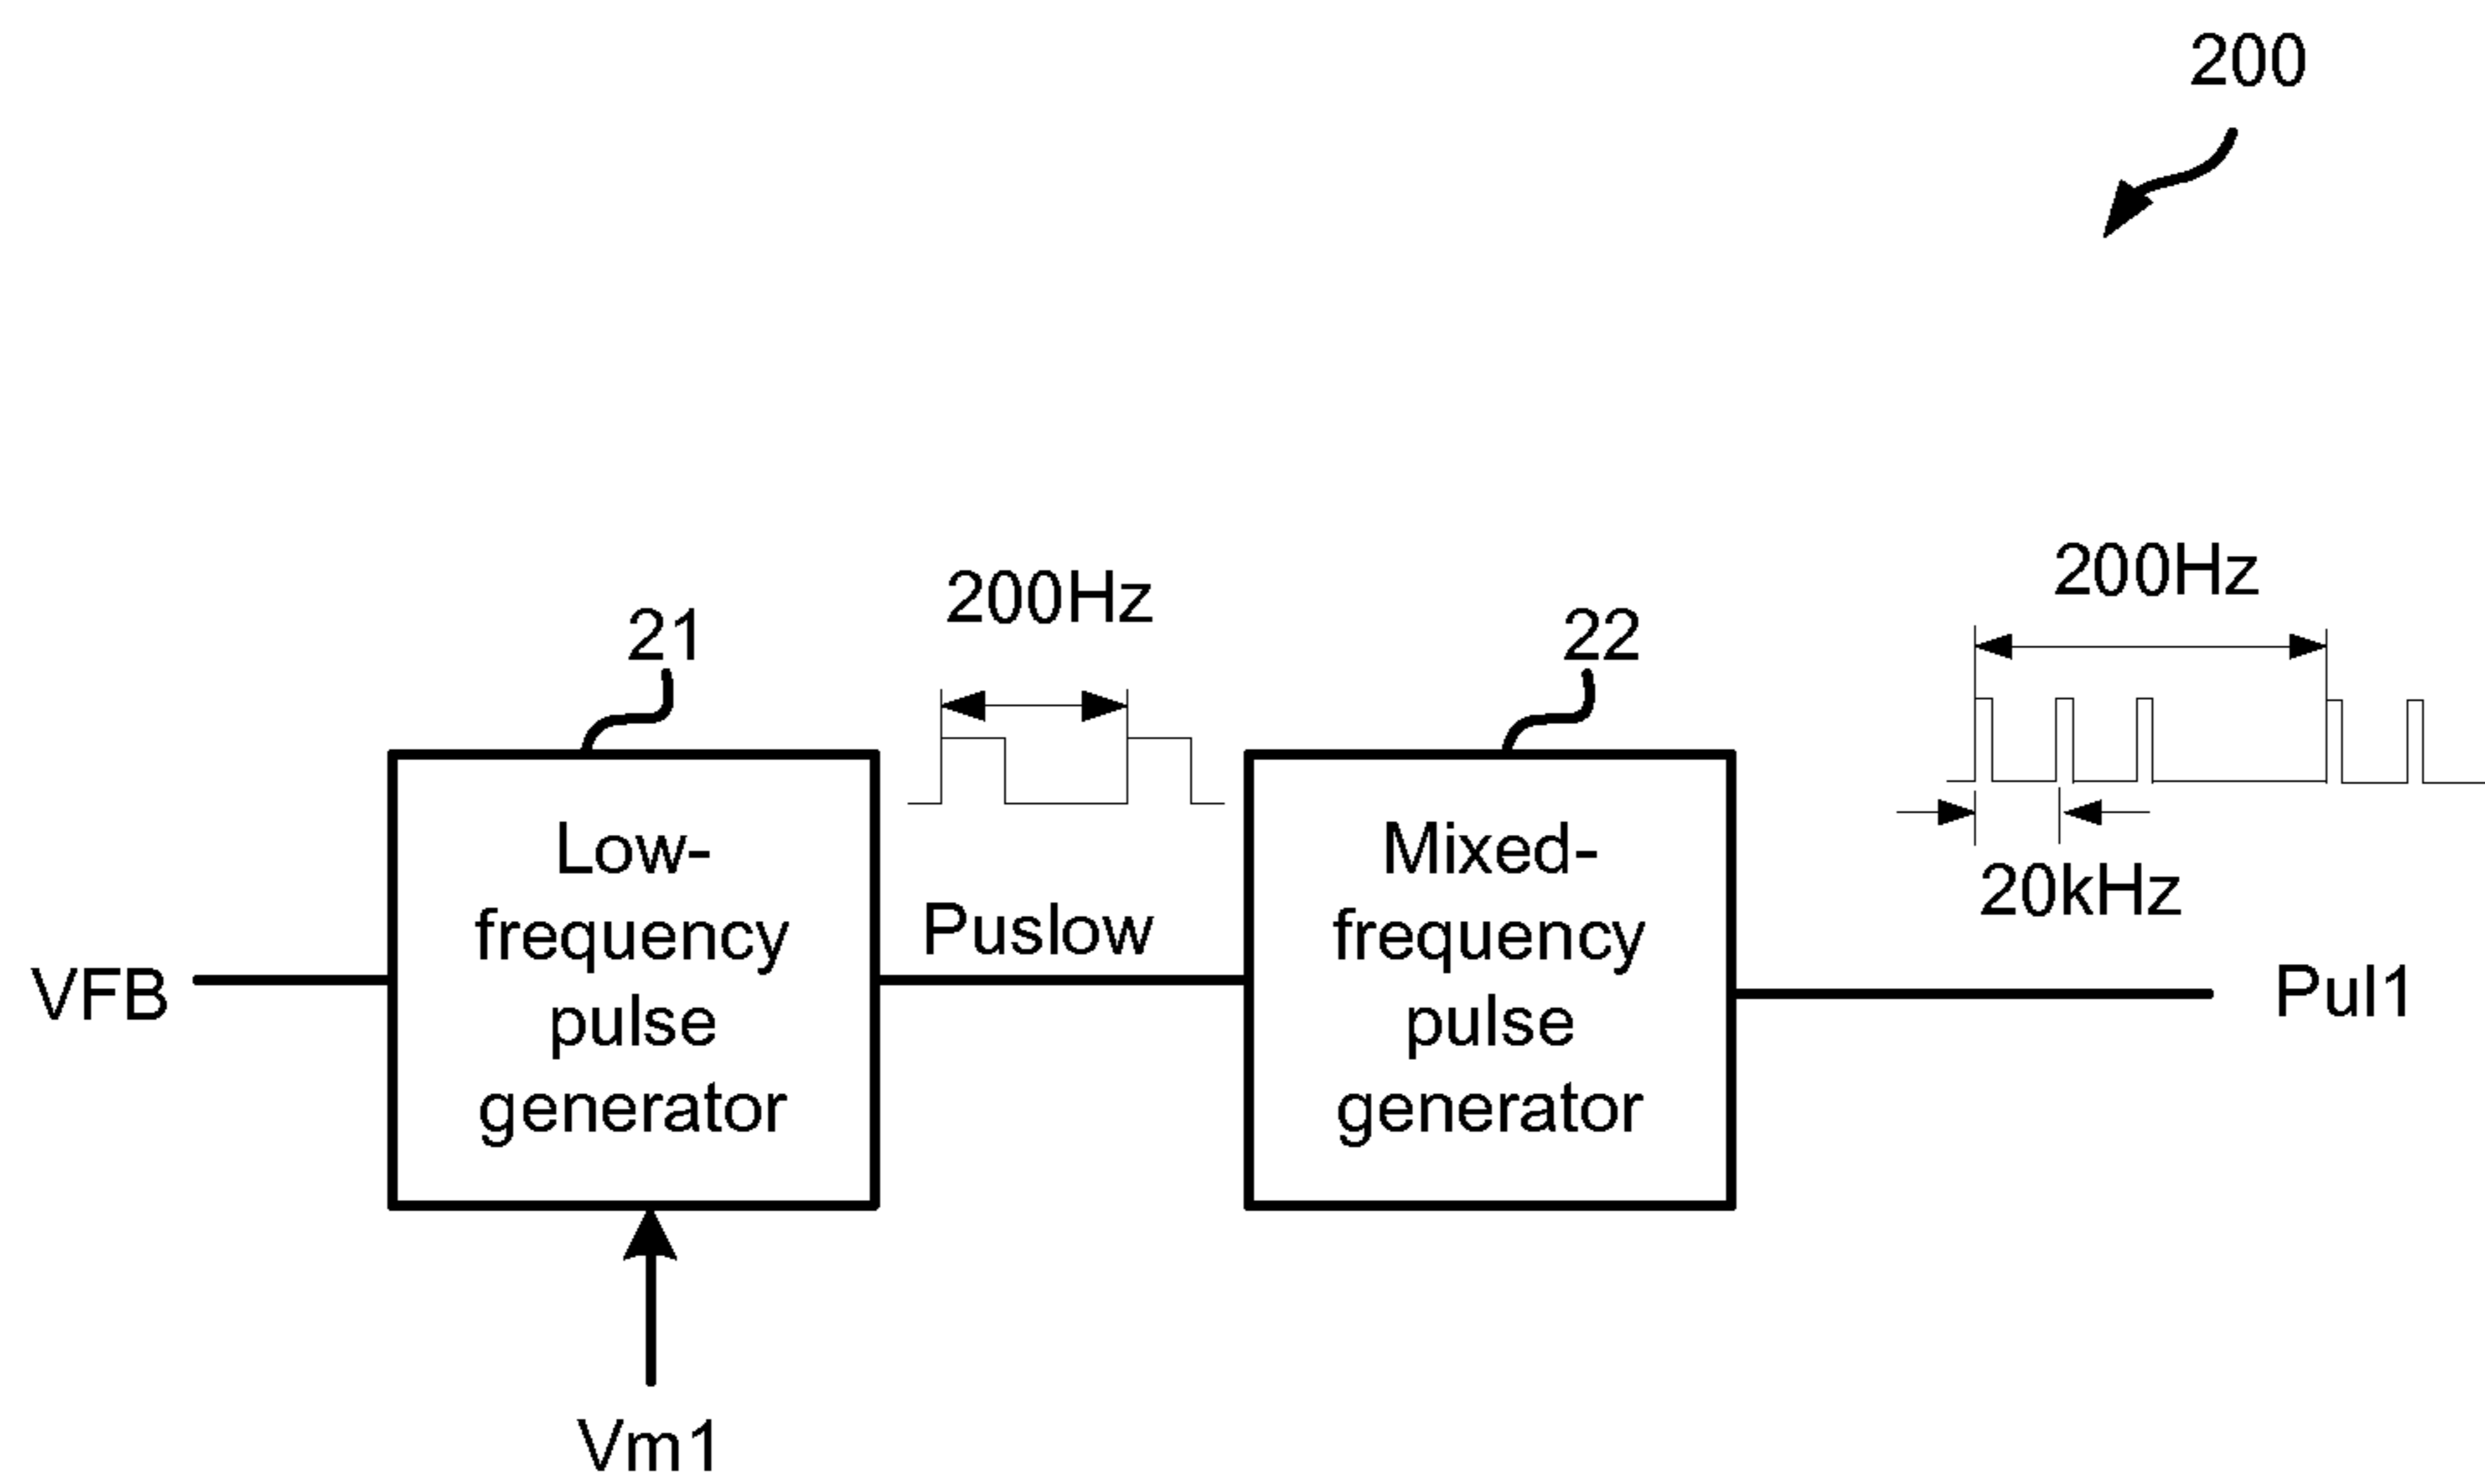 200
200Hz
200Hz
21
22
Low-
frequency
pulse
generator
Mixed-
frequency
pulse
generator
20kHz
Puslow
VFB
Pul1
Vm1